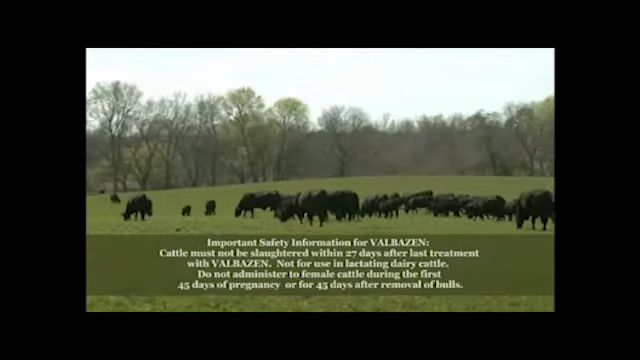 Important Safety Information for VALBAZEN:
Cattle must not be slaughtered within 27 days after last treatment
with VALBAZEN. Not for use in lactating dairy cattle.
Do not administer to female cattle during the first
45 days of pregnancy or for 45 days after removal of bulls.